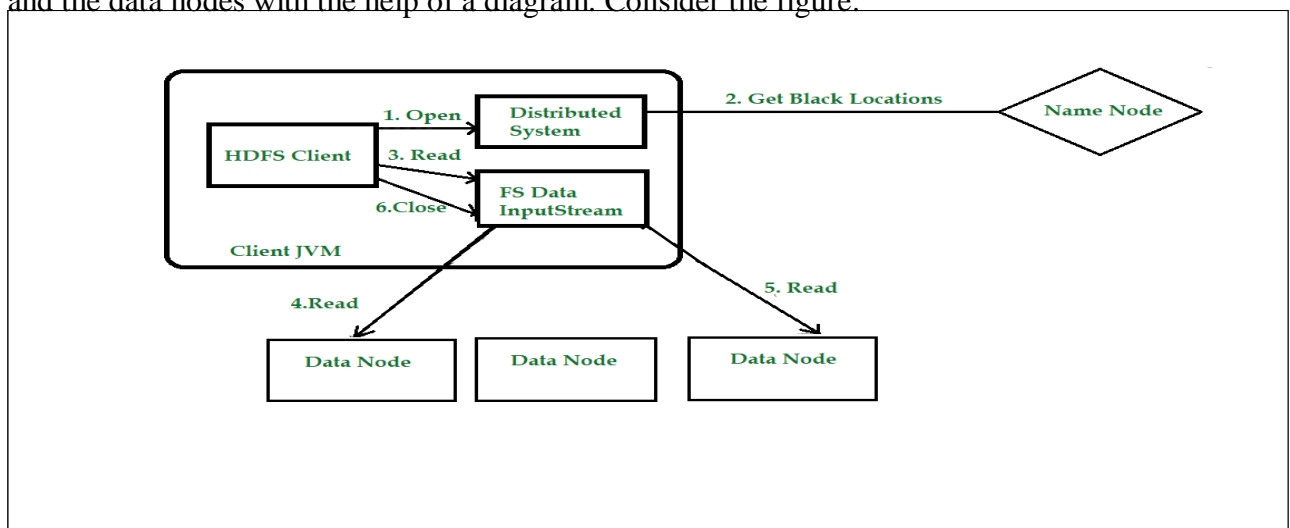 and the data nodes with the help of a diagram. Consider the figure:
1. Open
Distributed
System
2. Get Black Locations
Name Node
HDFS Client
3. Read
FS Data
InputStream
6.Close
Client JVM
4.Read
5. Read
Data Node
Data Node
Data Node